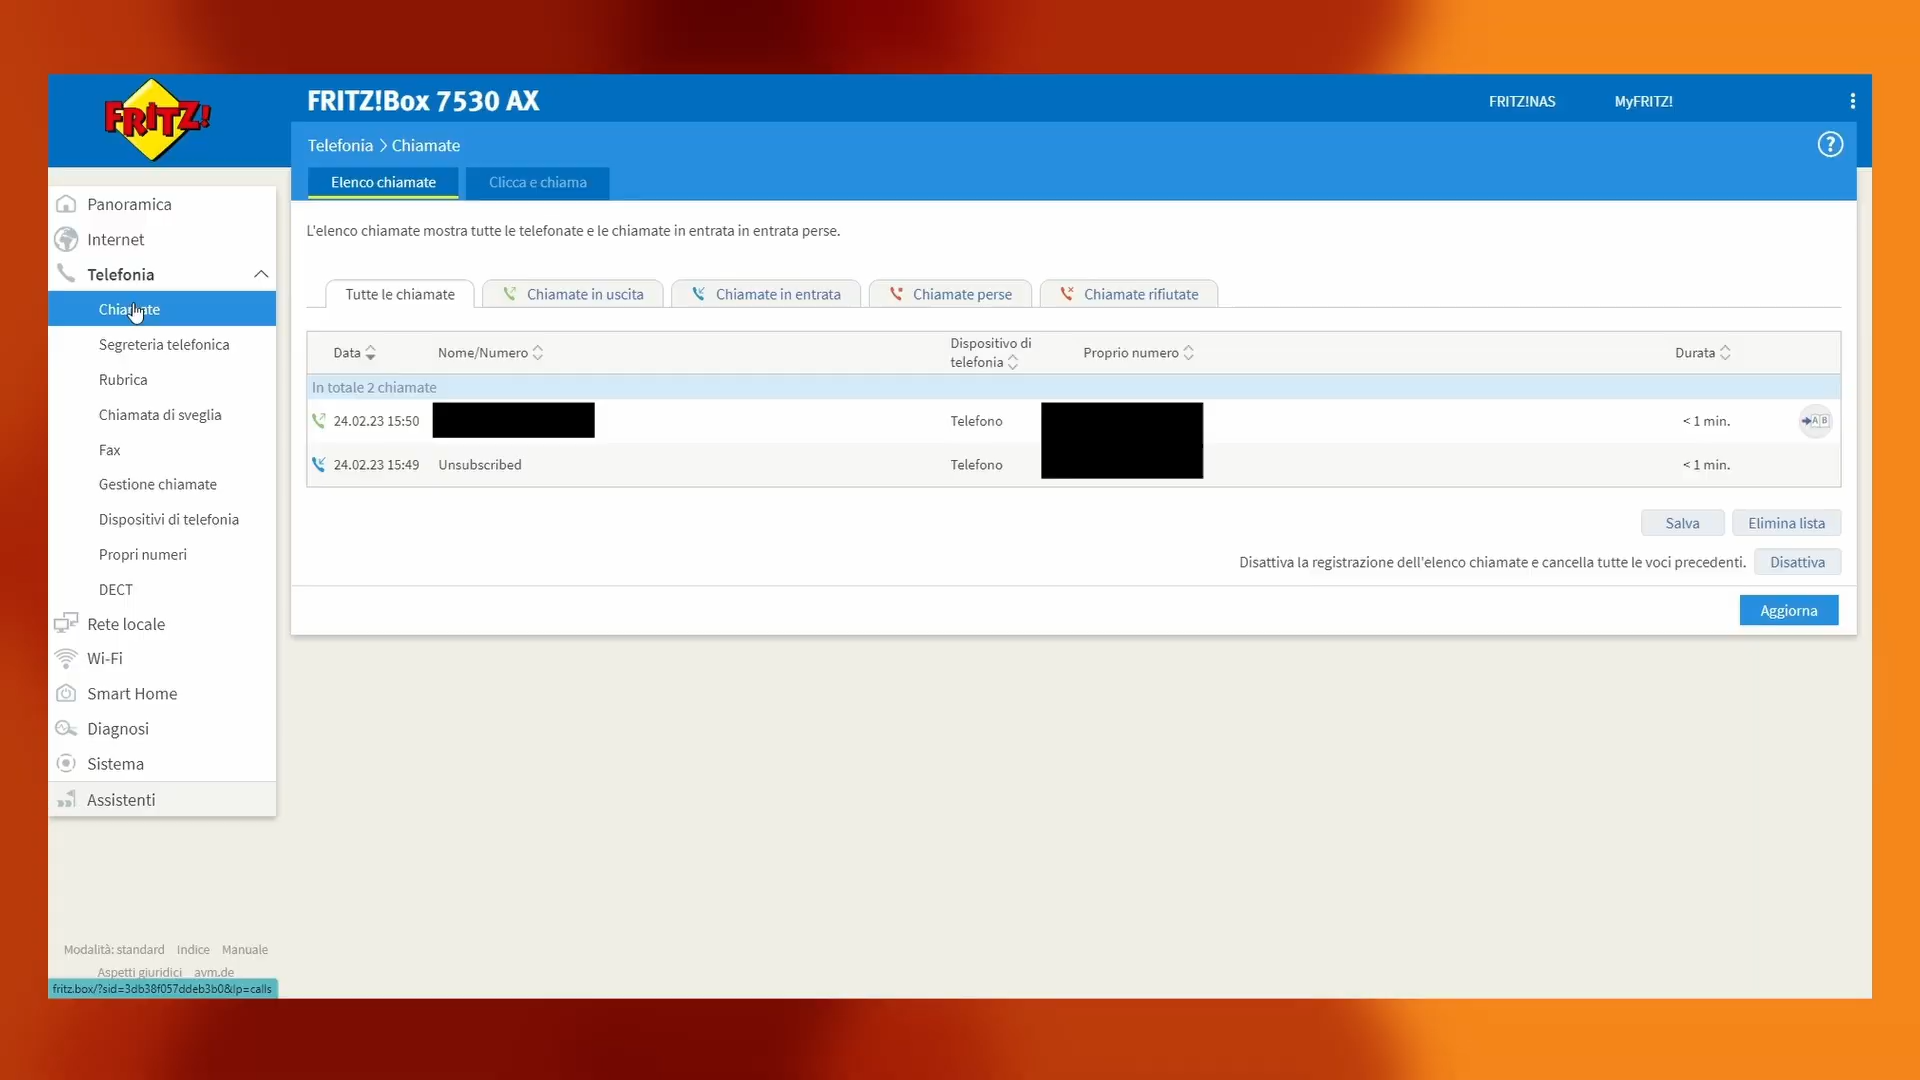 FRITZ!
FRITZ!Box 7530 AX
FRITZ!NAS
MyFRITZ!
Telefonia > Chiamate
?
Elenco chiamate
Clicca e chiama
Panoramica
Internet
Telefonia
Chiamate
Segreteria telefonica
Rubrica
Chiamata di sveglia
Fax
Gestione chiamate
Dispositivi di telefonia
Propri numeri
DECT
Rete locale
Wi-Fi
Smart Home
Diagnosi
Sistema
Assistenti
L'elenco chiamate mostra tutte le telefonate e le chiamate in entrata in entrata perse.
Tutte le chiamate
Chiamate in uscita
Chiamate in entrata
Chiamate perse
Chiamate rifiutate
Data
Nome/Numero
Dispositivo di
telefonia
Proprio numero
Durata
In totale 2 chiamate
24.02.23 15:50 Telefono < 1 min.
AB
24.02.23 15:49 Unsubscribed Telefono < 1 min.
Salva
Elimina lista
Disattiva la registrazione dell'elenco chiamate e cancella tutte le voci precedenti.
Disattiva
Aggiorna
Modalità: standard Indice Manuale
Aspetti giuridici avm.de
fritz.box/?sid=3db38f057ddeb3b0&lp=calls